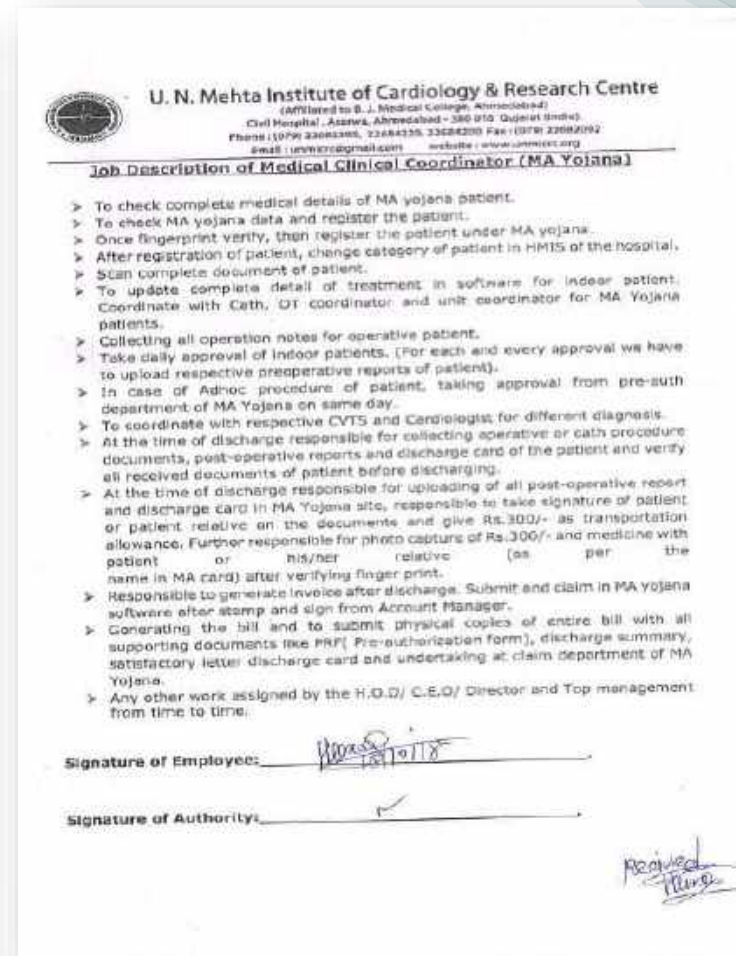 U. N. Mehta Institute of Cardiology & Research Centre
(Affiliated to B. J. Medical College, Ahmedabad)
Civil Hospital, Asarwa, Ahmedabad - 380 016 Gujarat (India).
Phone : (079)
Email : unmicrc@gmail.com website : www.unmicrc.org
Job Description of Medical Clinical Coordinator (MA Yojana)
➤ To check complete medical details of MA yojana patient.
➤ To check MA yojana data and register the patient.
➤ Once fingerprint verify, then register the patient under MA yojana.
➤ After registration of patient, change category of patient in HMIS of the hospital.
➤ Scan complete document of patient.
➤ To update complete detail of treatment in software for indoor patient.
Coordinate with Cath, OT coordinator and unit coordinator for MA Yojana
patients.
➤ Collecting all operation notes for operative patient.
➤ Take daily approval of indoor patients. (For each and every approval we have
to upload respective preoperative reports of patient).
➤ In case of Adhoc procedure of patient, taking approval from pre-auth
department of MA Yojana on same day.
➤ To coordinate with respective CVTS and Cardiologist for different diagnosis.
➤ At the time of discharge responsible for collecting operative or cath procedure
documents, post-operative reports and discharge card of the patient and verify
all received documents of patient before discharging.
➤ At the time of discharge responsible for uploading of all post-operative report
and discharge card in MA Yojana site, responsible to take signature of patient
or patient relative on the documents and give Rs.300/- as transportation
allowance. Further responsible for photo capture of Rs.300/- and medicine with
patient or his/her relative (as per the
name in MA card) after verifying finger print.
➤ Responsible to generate invoice after discharge. Submit and claim in MA yojana
software after stamp and sign from Account Manager.
➤ Generating the bill and to submit physical copies of entire bill with all
supporting documents like PRF( Pre-authorization form), discharge summary,
satisfactory letter discharge card and undertaking at claim department of MA
Yojana.
➤ Any other work assigned by the H.O.D/ C.E.O/ Director and Top management
from time to time.
Signature of Employee:
Signature of Authority:
Received